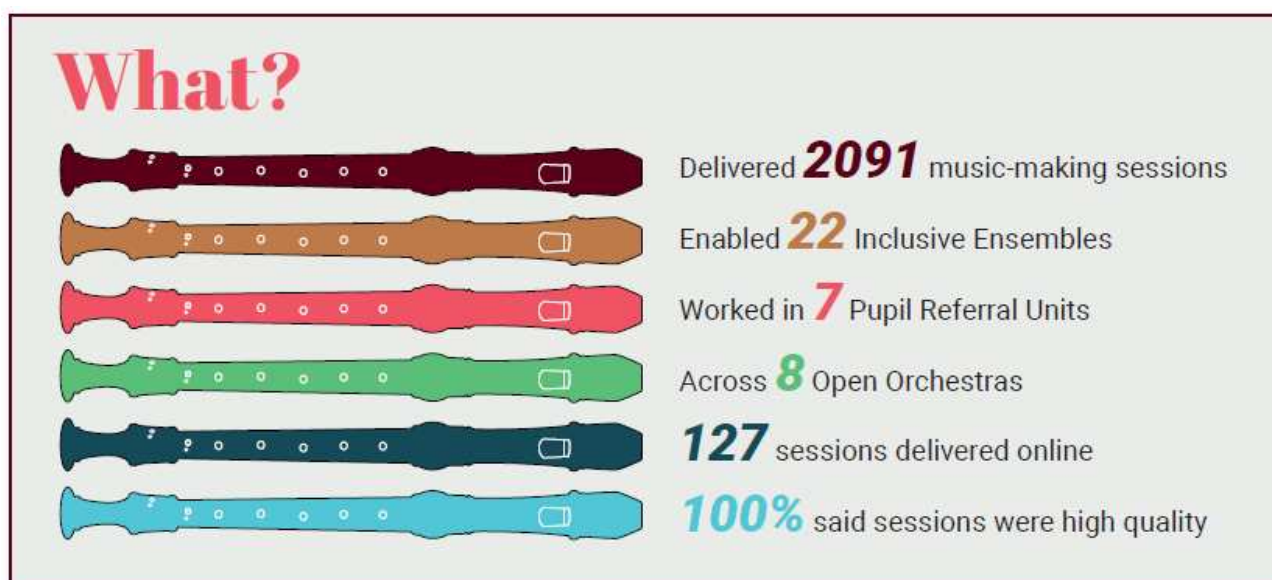 What?
Delivered 2091 music-making sessions
Enabled 22 Inclusive Ensembles
Worked in 7 Pupil Referral Units
Across 8 Open Orchestras
127 sessions delivered online
100% said sessions were high quality